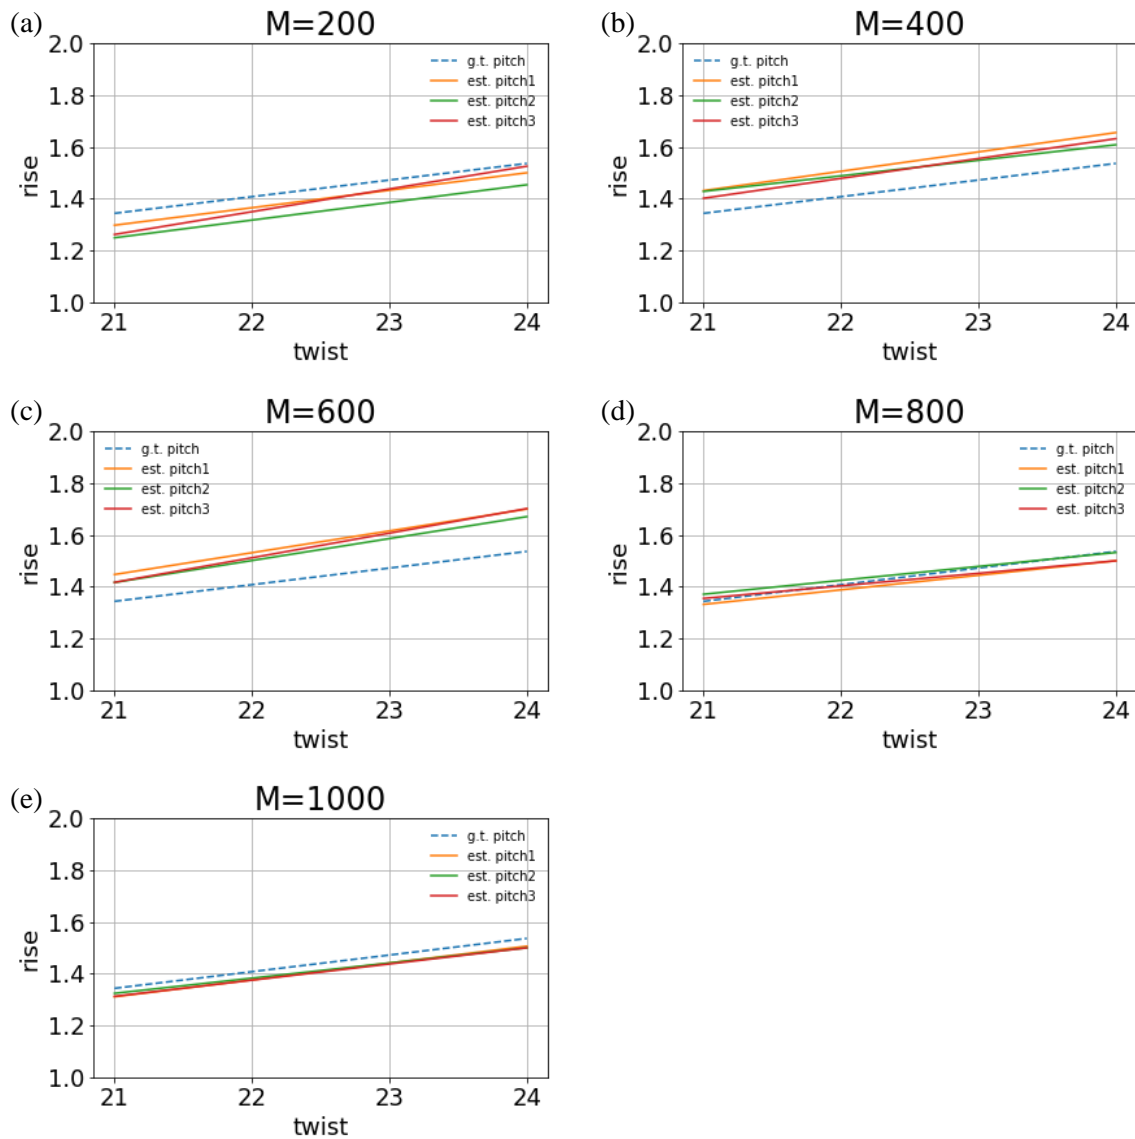 (a)
M=200
2.0
1.8
1.6
1.4
1.2
1.0
rise
g.t. pitch
est. pitch1
est. pitch2
est. pitch3
21 22 23 24
twist
(b)
M=400
2.0
1.8
1.6
1.4
1.2
1.0
rise
g.t. pitch
est. pitch1
est. pitch2
est. pitch3
21 22 23 24
twist
(c)
M=600
2.0
1.8
1.6
1.4
1.2
1.0
rise
g.t. pitch
est. pitch1
est. pitch2
est. pitch3
21 22 23 24
twist
(d)
M=800
2.0
1.8
1.6
1.4
1.2
1.0
rise
g.t. pitch
est. pitch1
est. pitch2
est. pitch3
21 22 23 24
twist
(e)
M=1000
2.0
1.8
1.6
1.4
1.2
1.0
rise
g.t. pitch
est. pitch1
est. pitch2
est. pitch3
21 22 23 24
twist